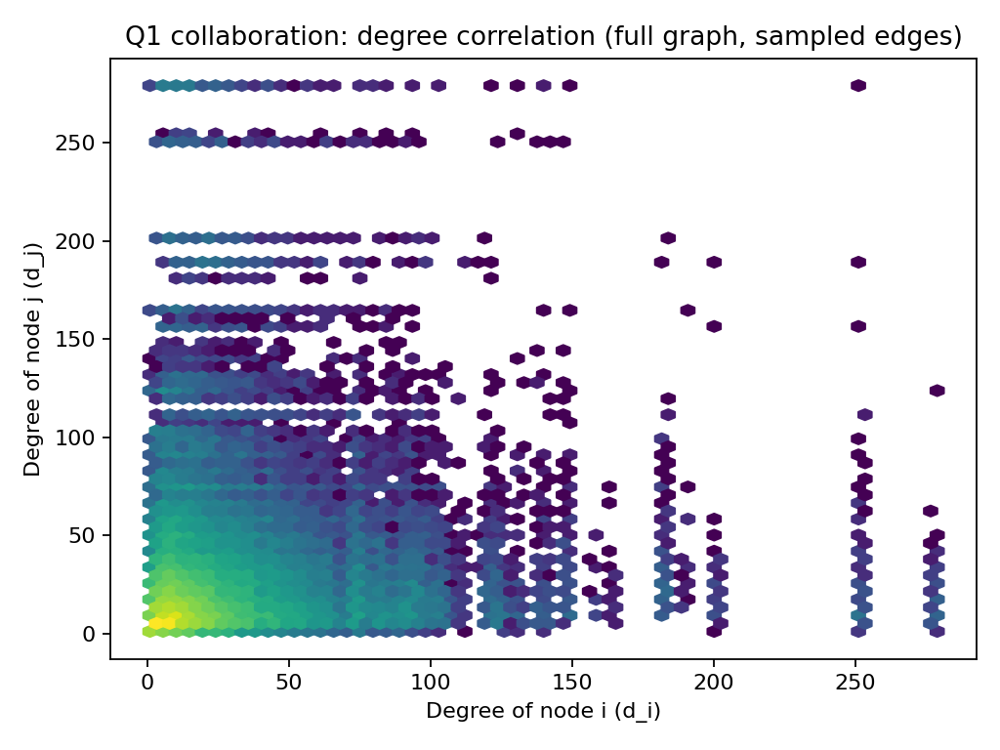 Q1 collaboration: degree correlation (full graph, sampled edges)
Degree of node j (d_j)
250
200
150
100
50
0
0 50 100 150 200 250
Degree of node i (d_i)